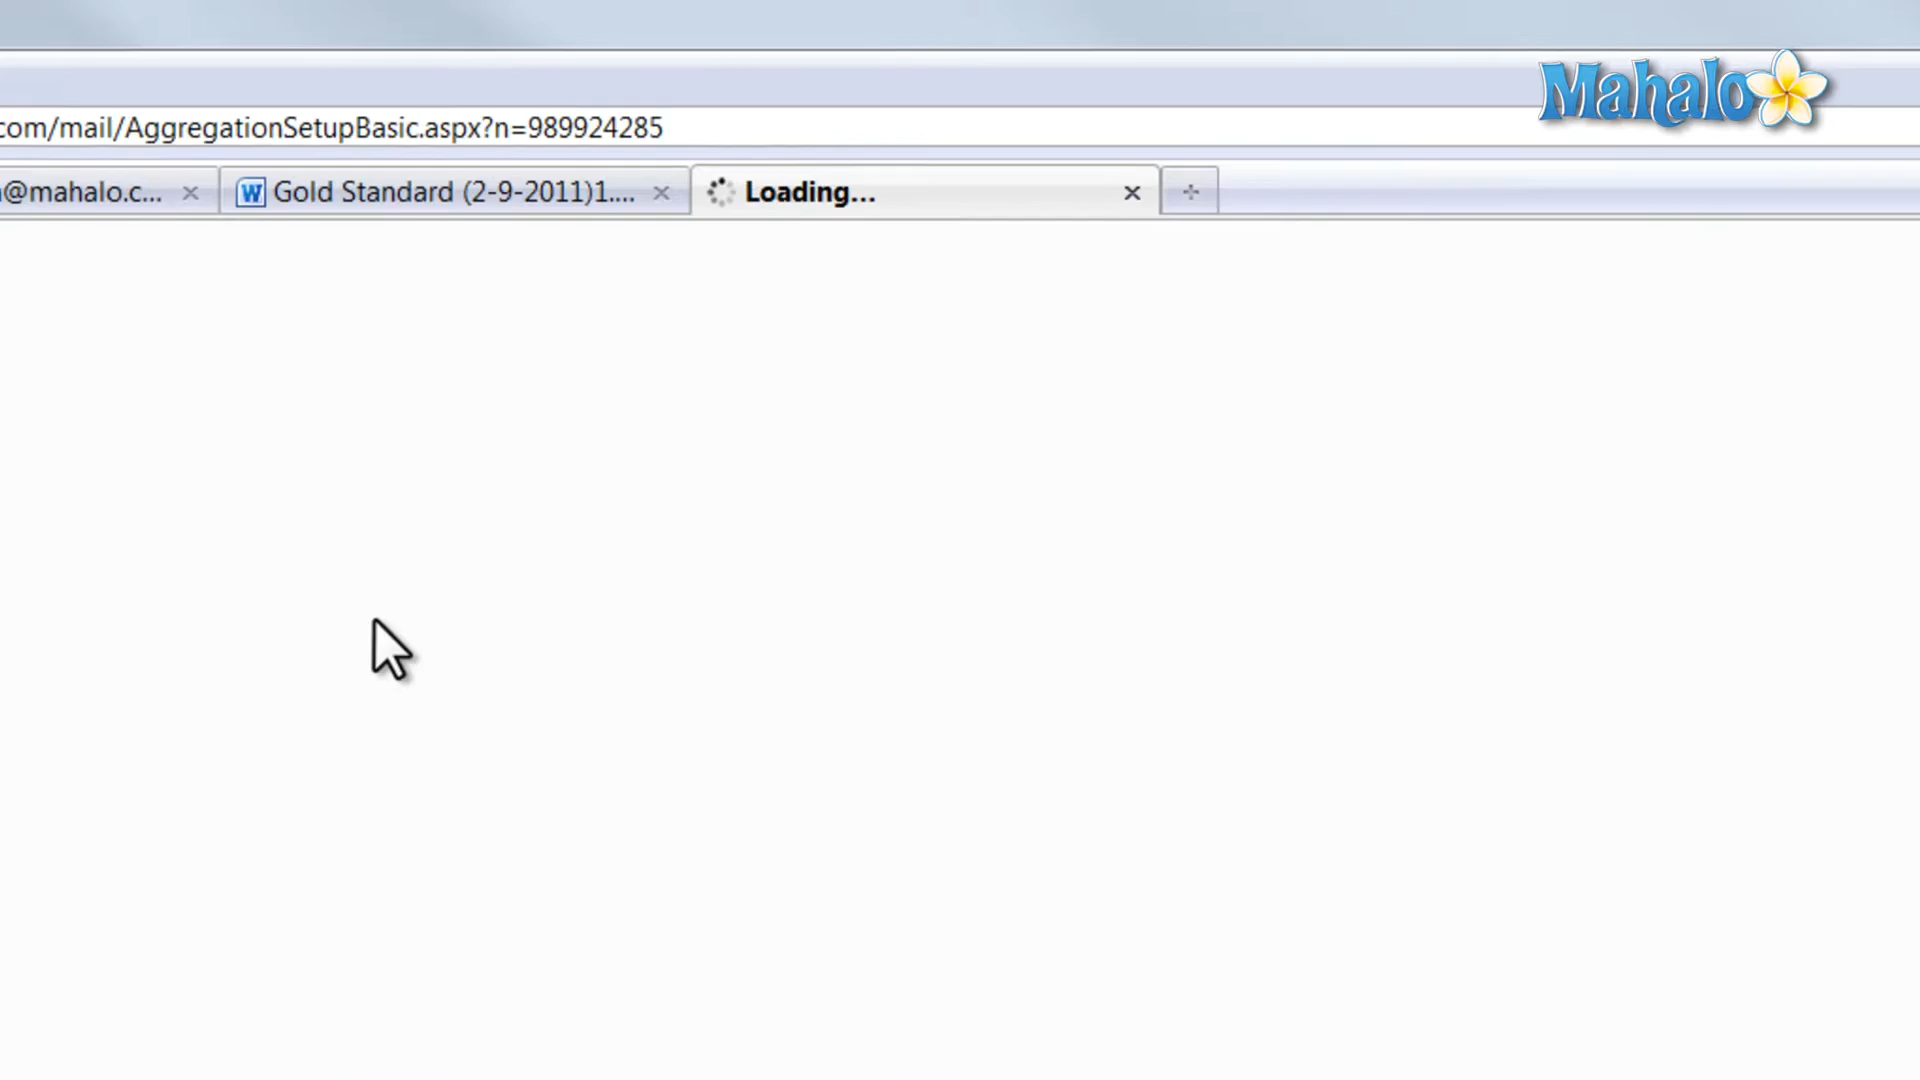 Mahalo
com/mail/AggregationSetupBasic.aspx?n=989924285
@mahalo.c... Gold Standard (2-9-2011)1.... Loading...